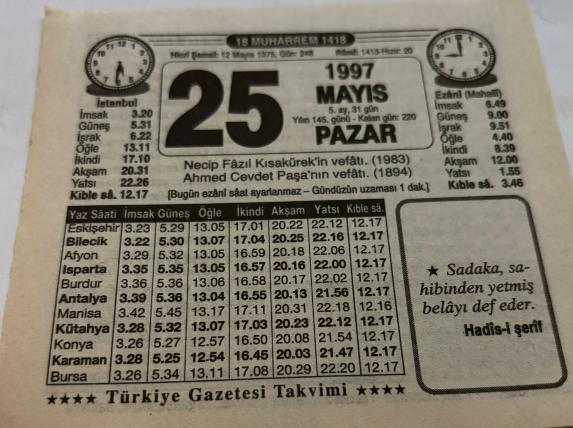 18 MUHARREM 1418
Hicrî Şemsî: 12 Mayıs 1375, Gün: 248 Rûmî: 1413-Hızır: 20
25
1997
MAYIS
5. ay, 31 gün
Yılın 145. günü - Kalan gün: 220
PAZAR
İstanbul
İmsak 3.20
Güneş 5.31
İşrak 6.22
Öğle 13.11
İkindi 17.10
Akşam 20.31
Yatsı 22.26
Kıble sâ. 12.17
Ezânî (Mahallî)
İmsak 6.49
Güneş 9.00
İşrak 9.51
Öğle 4.40
İkindi 8.39
Akşam 12.00
Yatsı 1.55
Kıble sâ. 3.46
Necip Fâzıl Kısakürek'in vefâtı. (1983)
Ahmed Cevdet Paşa'nın vefâtı. (1894)
[Bugün ezânî sâat ayarlanmaz – Gündüzün uzaması 1 dak.]
Yaz Sâati İmsak Güneş Öğle İkindi Akşam Yatsı Kıble sâ.
Eskişehir 3.23 5.29 13.05 17.01 20.22 22.12 12.17
Bilecik 3.22 5.30 13.07 17.04 20.25 22.16 12.17
Afyon 3.29 5.32 13.05 16.59 20.18 22.06 12.17
Isparta 3.35 5.35 13.05 16.57 20.16 22.00 12.17
Burdur 3.36 5.36 13.06 16.58 20.17 22.02 12.17
Antalya 3.39 5.36 13.04 16.55 20.13 21.56 12.17
Manisa 3.42 5.45 13.17 17.11 20.31 22.18 12.16
Kütahya 3.28 5.32 13.07 17.03 20.23 22.12 12.17
Konya 3.26 5.27 12.57 16.50 20.08 21.54 12.17
Karaman 3.28 5.25 12.54 16.45 20.03 21.47 12.17
Bursa 3.26 5.34 13.11 17.08 20.29 22.20 12.17
★ Sadaka, sa-
hibinden yetmiş
belâyı def eder.
Hadîs-i şerîf
★★★★ Türkiye Gazetesi Takvimi ★★★★